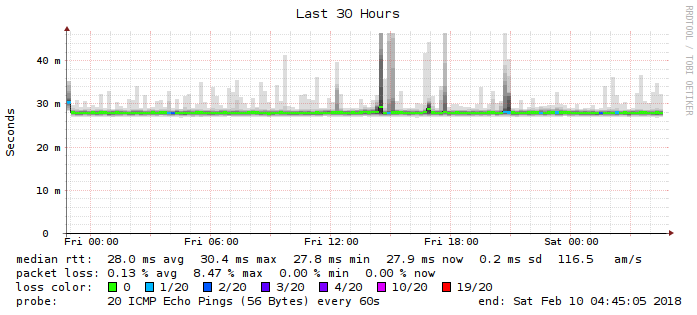 Last 30 Hours
RRDTOOL / TOBI OETIKER
Seconds
40 m
30 m
20 m
10 m
0
Fri 00:00 Fri 06:00 Fri 12:00 Fri 18:00 Sat 00:00
median rtt: 28.0 ms avg 30.4 ms max 27.8 ms min 27.9 ms now 0.2 ms sd 116.5 am/s
packet loss: 0.13 % avg 8.47 % max 0.00 % min 0.00 % now
loss color: 0 1/20 2/20 3/20 4/20 10/20 19/20
probe: 20 ICMP Echo Pings (56 Bytes) every 60s end: Sat Feb 10 04:45:05 2018